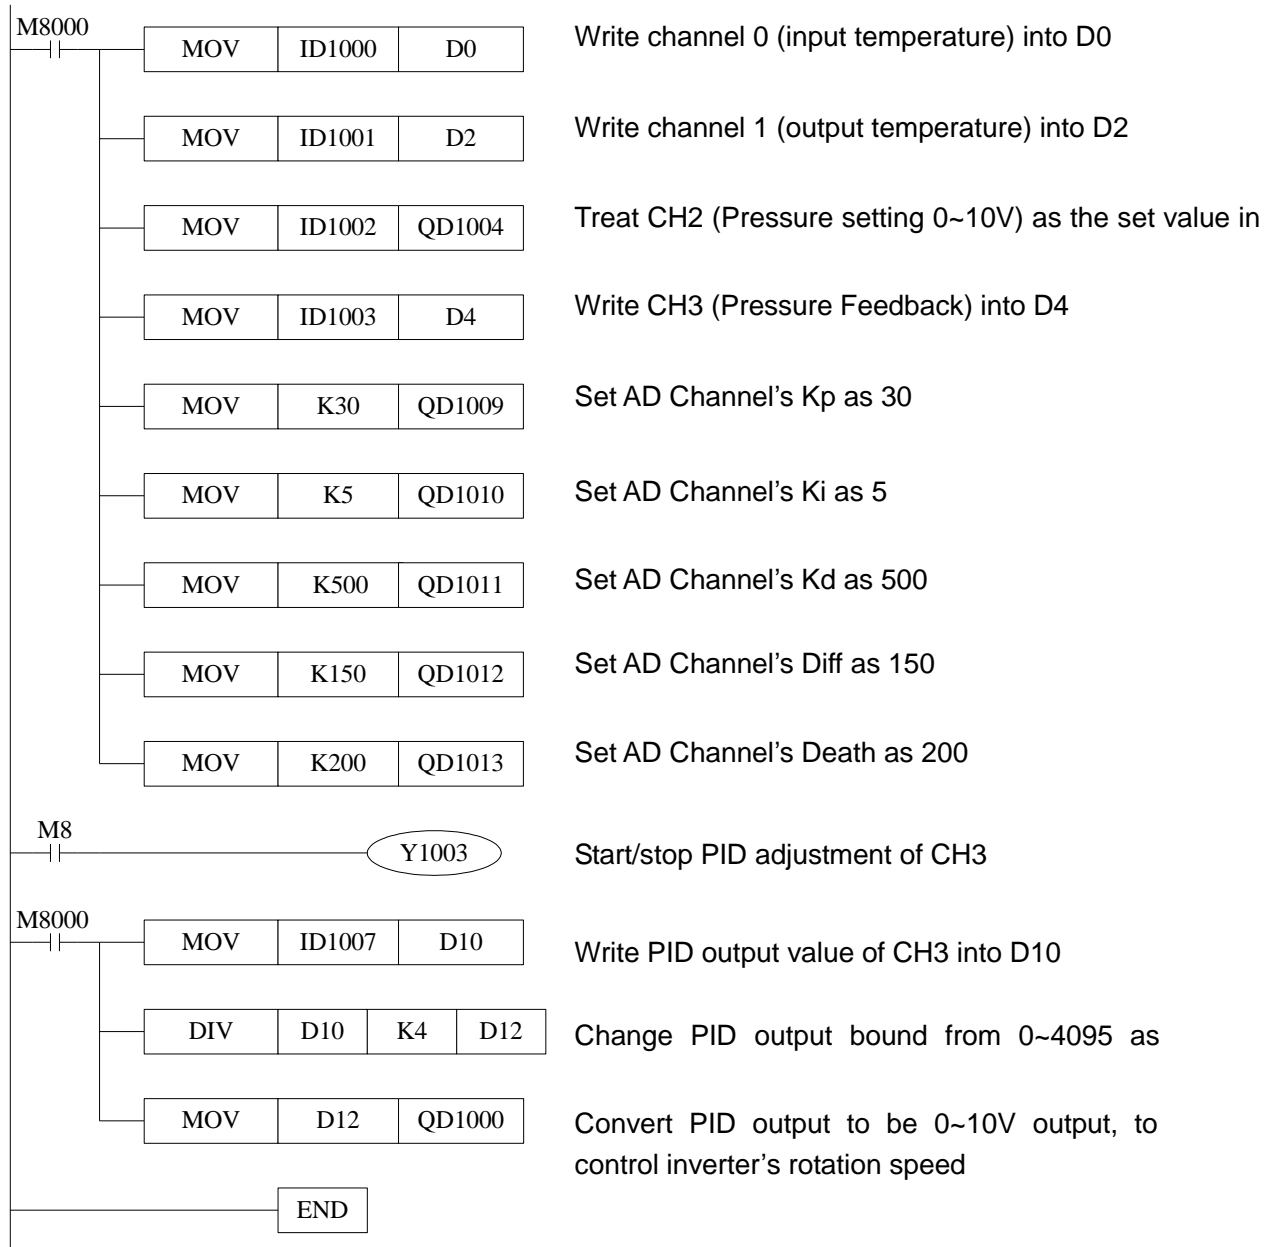 M8000
MOV ID1000 D0 Write channel 0 (input temperature) into D0
MOV ID1001 D2 Write channel 1 (output temperature) into D2
MOV ID1002 QD1004 Treat CH2 (Pressure setting 0~10V) as the set value in
MOV ID1003 D4 Write CH3 (Pressure Feedback) into D4
MOV K30 QD1009 Set AD Channel’s Kp as 30
MOV K5 QD1010 Set AD Channel’s Ki as 5
MOV K500 QD1011 Set AD Channel’s Kd as 500
MOV K150 QD1012 Set AD Channel’s Diff as 150
MOV K200 QD1013 Set AD Channel’s Death as 200
M8
Y1003 Start/stop PID adjustment of CH3
M8000
MOV ID1007 D10 Write PID output value of CH3 into D10
DIV D10 K4 D12 Change PID output bound from 0~4095 as
MOV D12 QD1000 Convert PID output to be 0~10V output, to
control inverter’s rotation speed
END